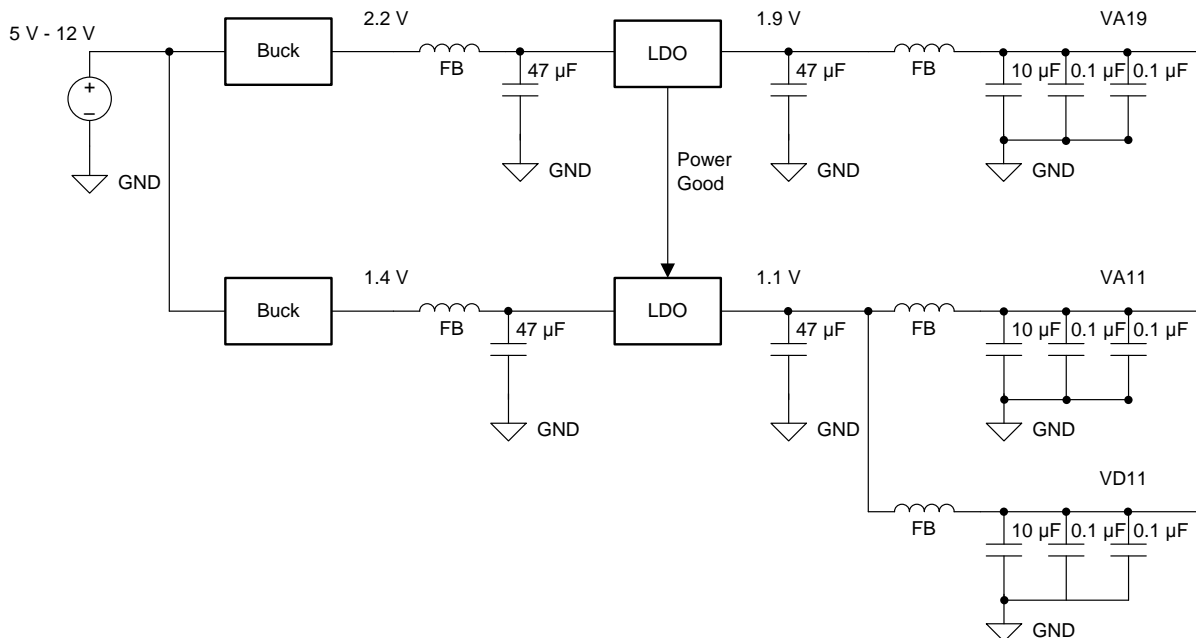 5 V - 12 V
2.2 V
1.9 V
VA19
Buck
LDO
FB
FB
47 µF
47 µF
10 µF
0.1 µF
0.1 µF
+
–
GND
GND
GND
GND
Power
Good
1.4 V
1.1 V
VA11
Buck
LDO
FB
FB
47 µF
47 µF
10 µF
0.1 µF
0.1 µF
GND
GND
GND
VD11
FB
10 µF
0.1 µF
0.1 µF
GND